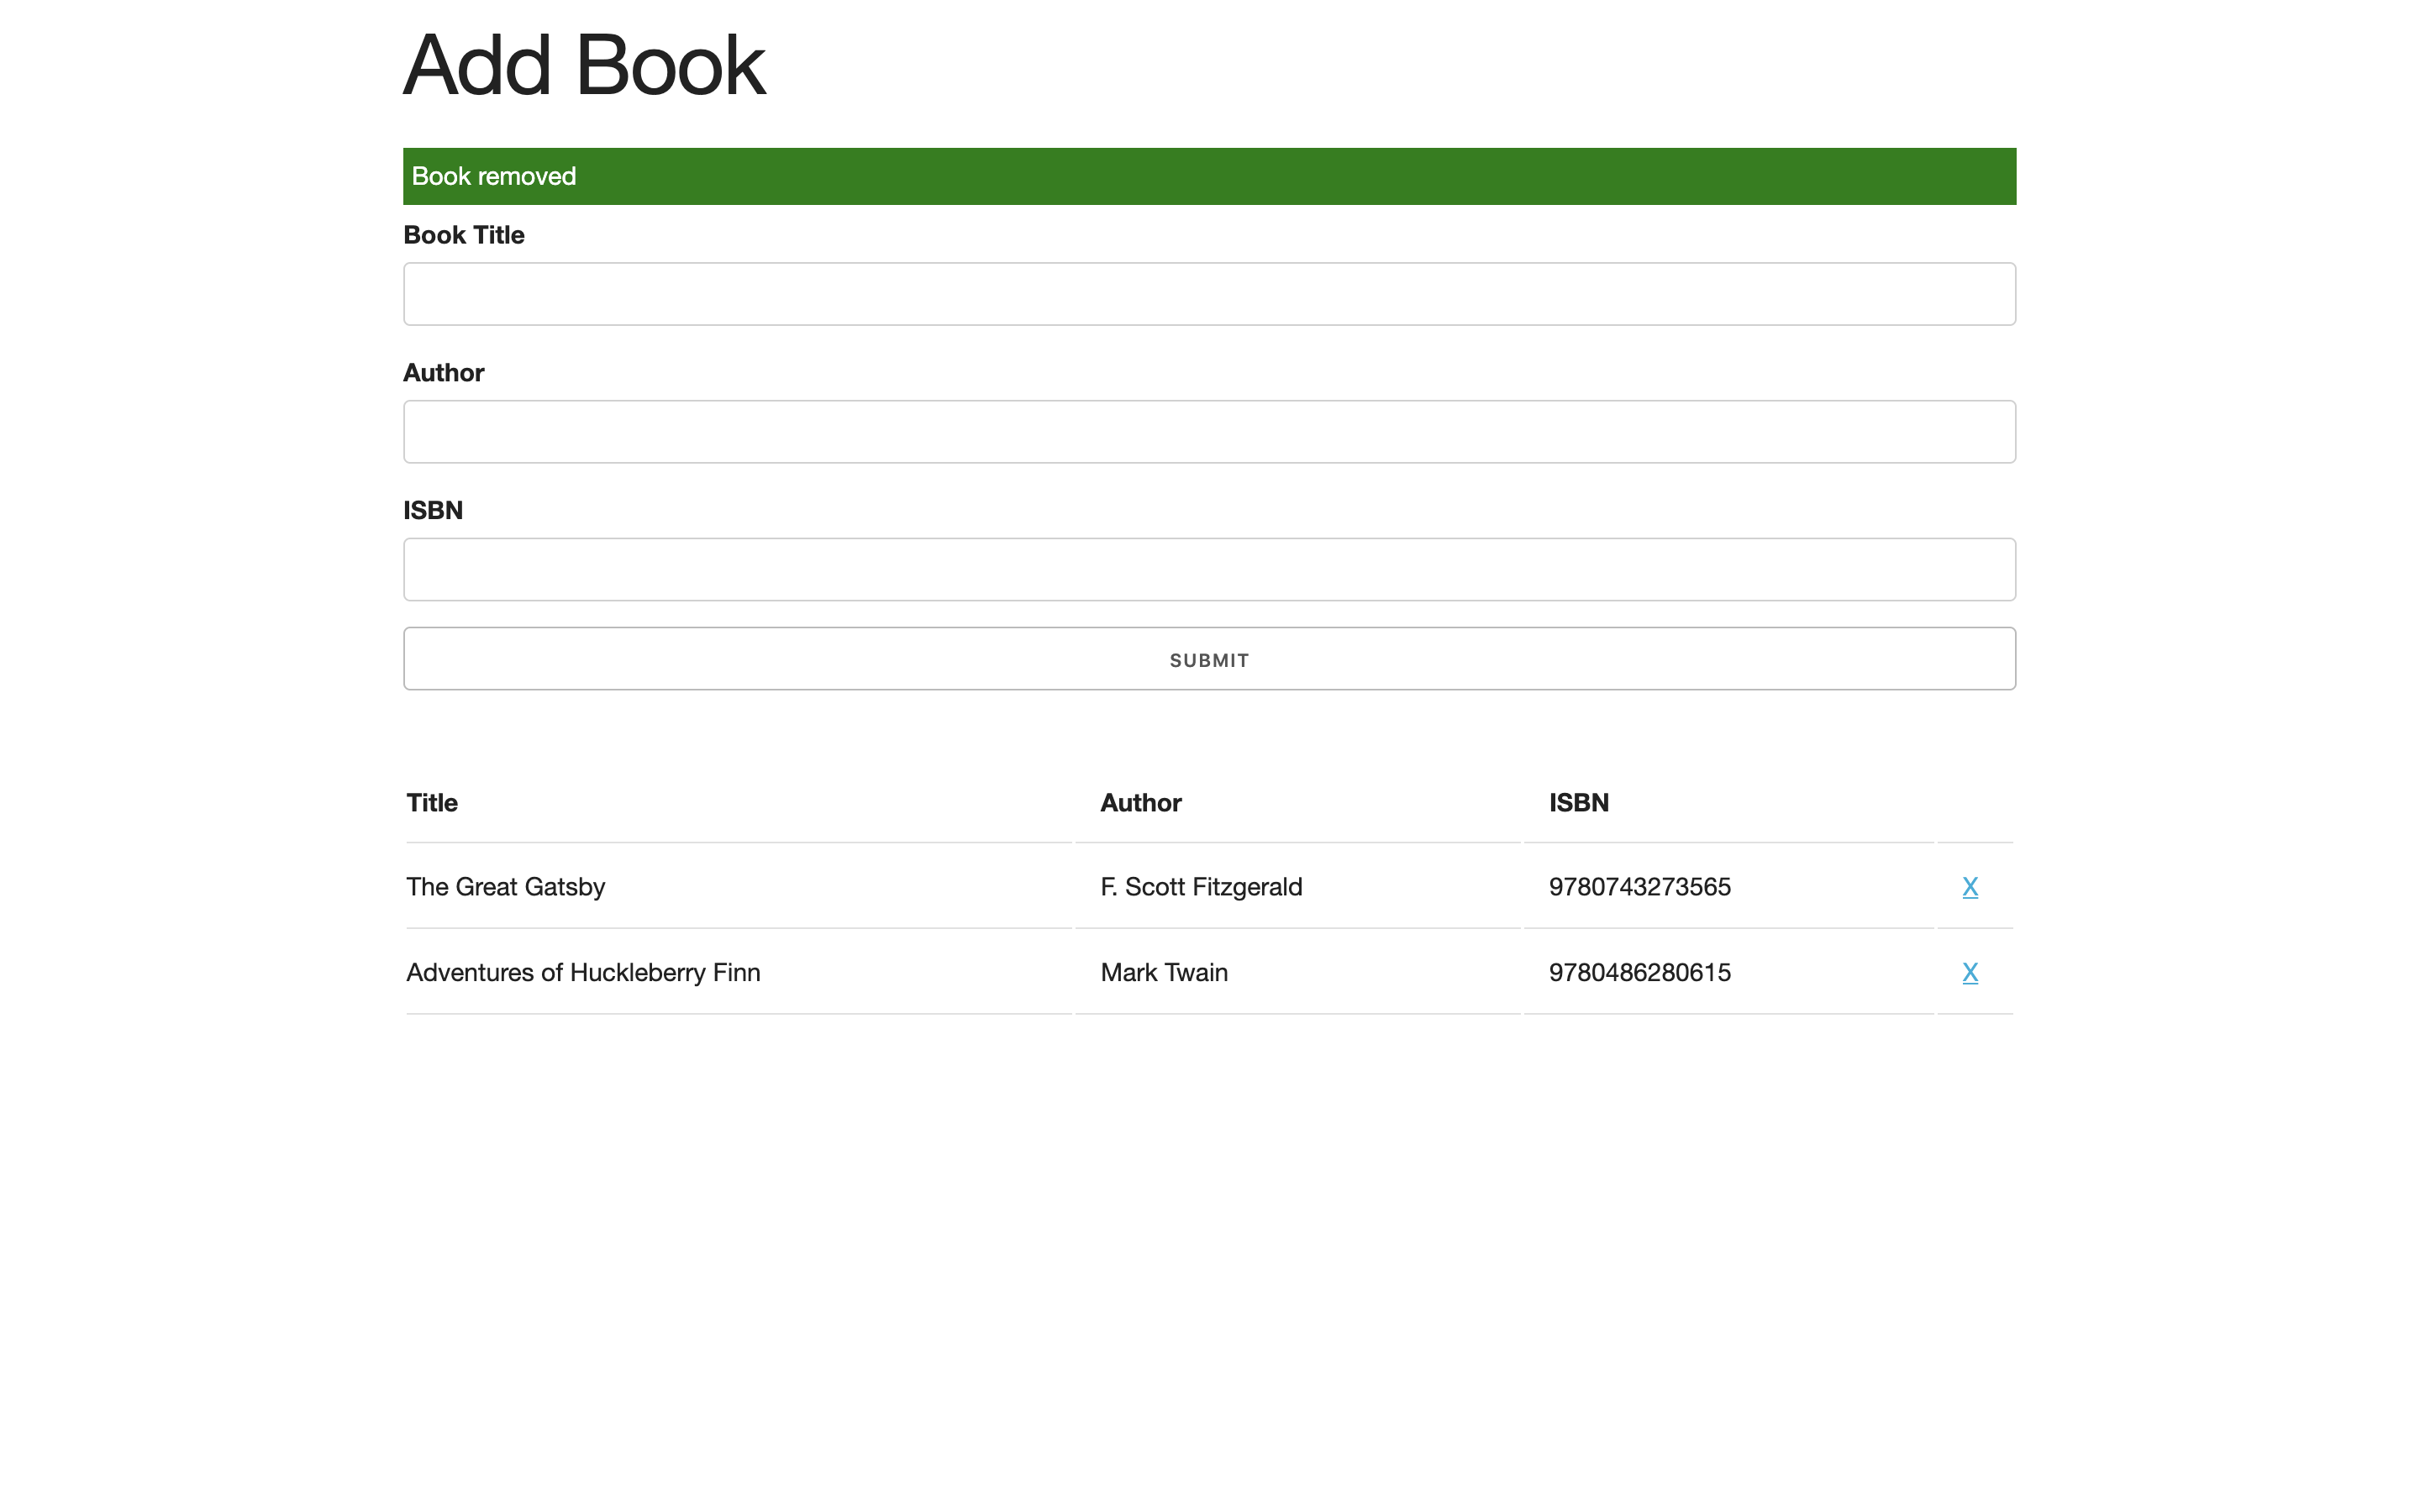 Add Book
Book removed
Book Title
Author
ISBN
SUBMIT
Title Author ISBN
The Great Gatsby F. Scott Fitzgerald 9780743273565 X
Adventures of Huckleberry Finn Mark Twain 9780486280615 X